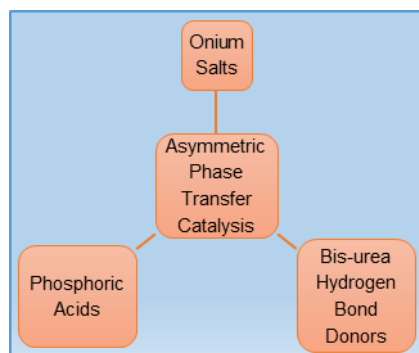 Onium
Salts
Asymmetric
Phase
Transfer
Catalysis
Phosphoric
Acids
Bis-urea
Hydrogen
Bond
Donors